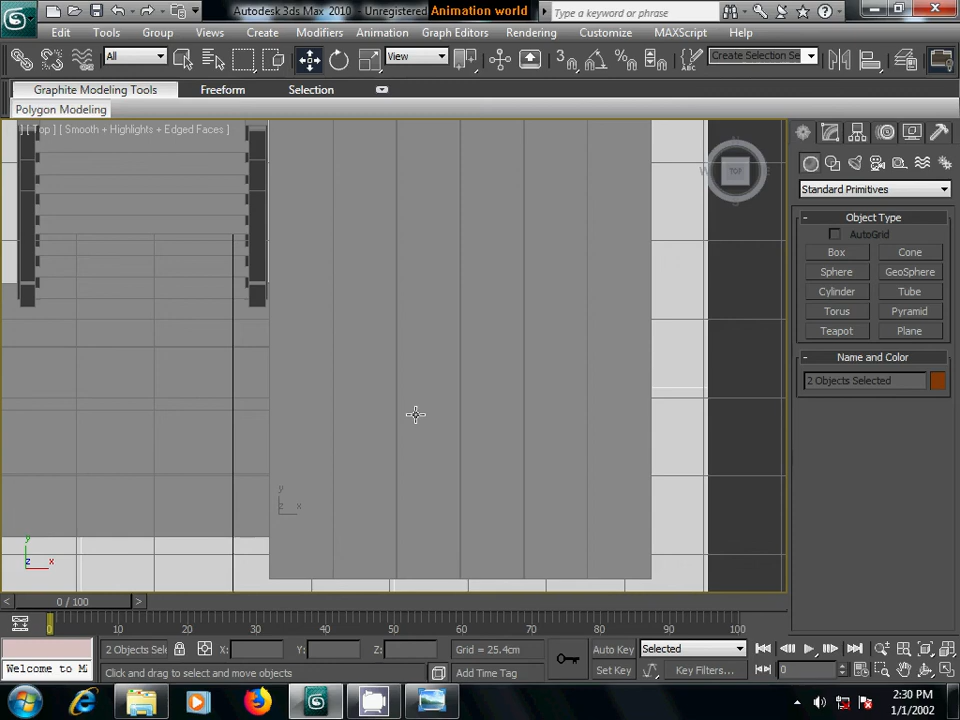 Autodesk 3ds Max 2010 - Unregistered Animation world
Type a keyword or phrase
Edit Tools Group Views Create Modifiers Animation Graph Editors Rendering Customize MAXScript Help
All View 3 Create Selection Se
Graphite Modeling Tools Freeform Selection
Polygon Modeling
] [ Top ] [ Smooth + Highlights + Edged Faces ]
TOP
Standard Primitives
- Object Type
AutoGrid
Box Cone
Sphere GeoSphere
Cylinder Tube
Torus Pyramid
Teapot Plane
- Name and Color
2 Objects Selected
y
z x
y
z x
< 0 / 100 >
0 10 20 30 40 50 60 70 80 90 100
2 Objects Sele X: Y: Z: Grid = 25.4cm Auto Key Selected
Welcome to M Click and drag to select and move objects Add Time Tag Set Key Key Filters... 0
2:30 PM
1/1/2002